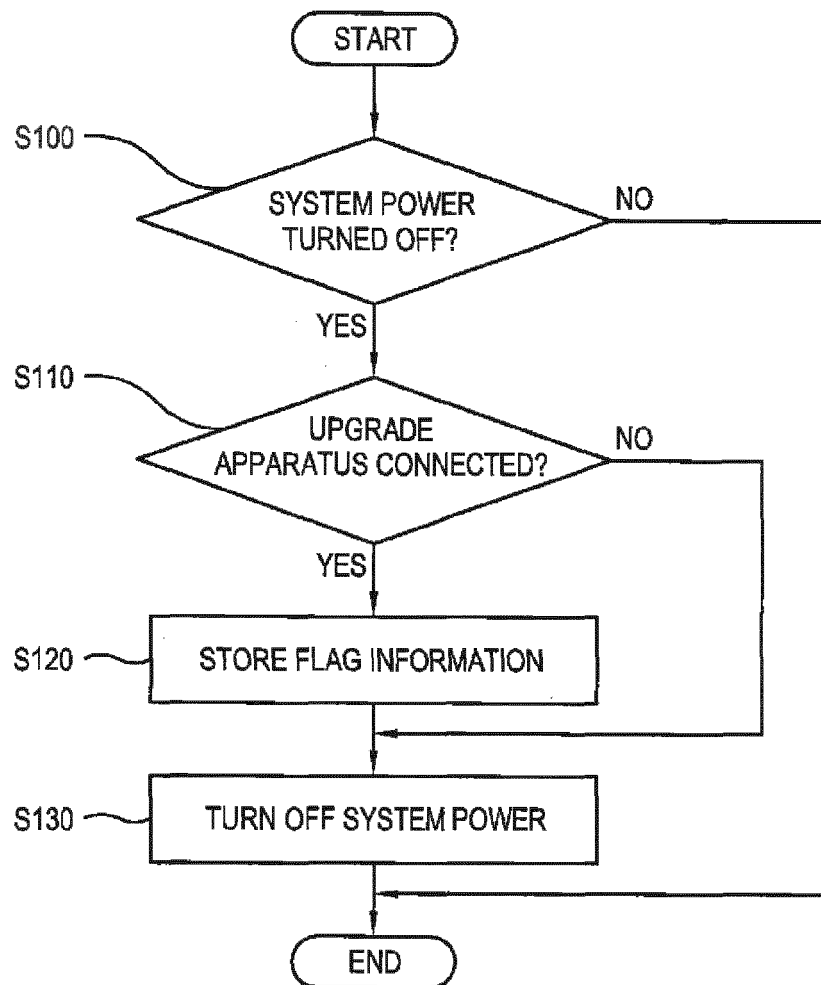 START
S100
SYSTEM POWER
TURNED OFF?
NO
YES
S110
UPGRADE
APPARATUS CONNECTED?
NO
YES
S120
STORE FLAG INFORMATION
S130
TURN OFF SYSTEM POWER
END